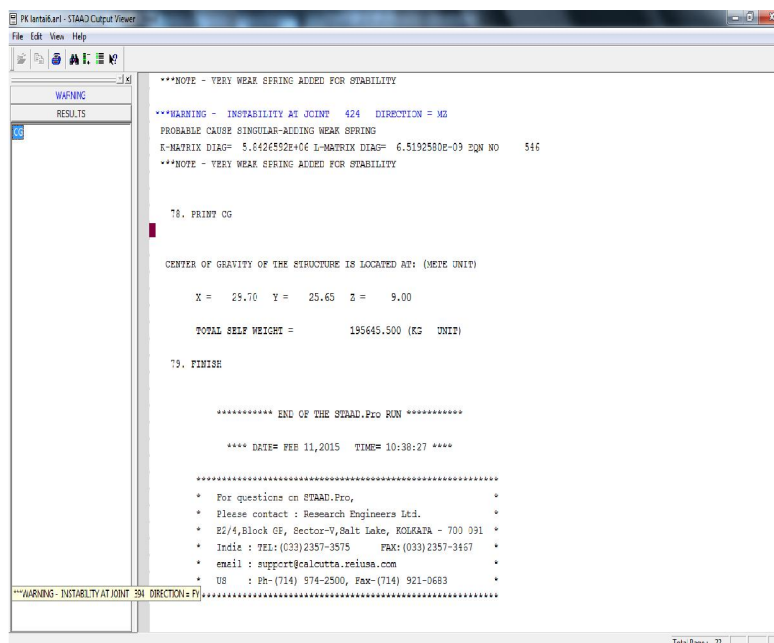 PK lantai6.anl - STAAD Output Viewer
File Edit View Help
WARNING
RESULTS
CG
***NOTE - VERY WEAK SPRING ADDED FOR STABILITY
***WARNING - INSTABILITY AT JOINT 424 DIRECTION = MZ
PROBABLE CAUSE SINGULAR-ADDING WEAK SPRING
K-MATRIX DIAG= 5.8426592E+06 L-MATRIX DIAG= 6.5192580E-09 EQN NO 546
***NOTE - VERY WEAK SPRING ADDED FOR STABILITY
78. PRINT CG
CENTER OF GRAVITY OF THE STRUCTURE IS LOCATED AT: (METE UNIT)
X = 29.70 Y = 25.65 Z = 9.00
TOTAL SELF WEIGHT = 195645.500 (KG UNIT)
79. FINISH
*********** END OF THE STAAD.Pro RUN ***********
**** DATE= FEB 11,2015 TIME= 10:38:27 ****
************************************************************
* For questions on STAAD.Pro, *
* Please contact : Research Engineers Ltd. *
* E2/4,Block GP, Sector-V,Salt Lake, KOLKATA - 700 091 *
* India : TEL:(033)2357-3575 FAX:(033)2357-3467 *
* email : support@calcutta.reiusa.com *
* US : Ph-(714) 974-2500, Fax-(714) 921-0683 *
************************************************************
***WARNING - INSTABILITY AT JOINT 394 DIRECTION = FY